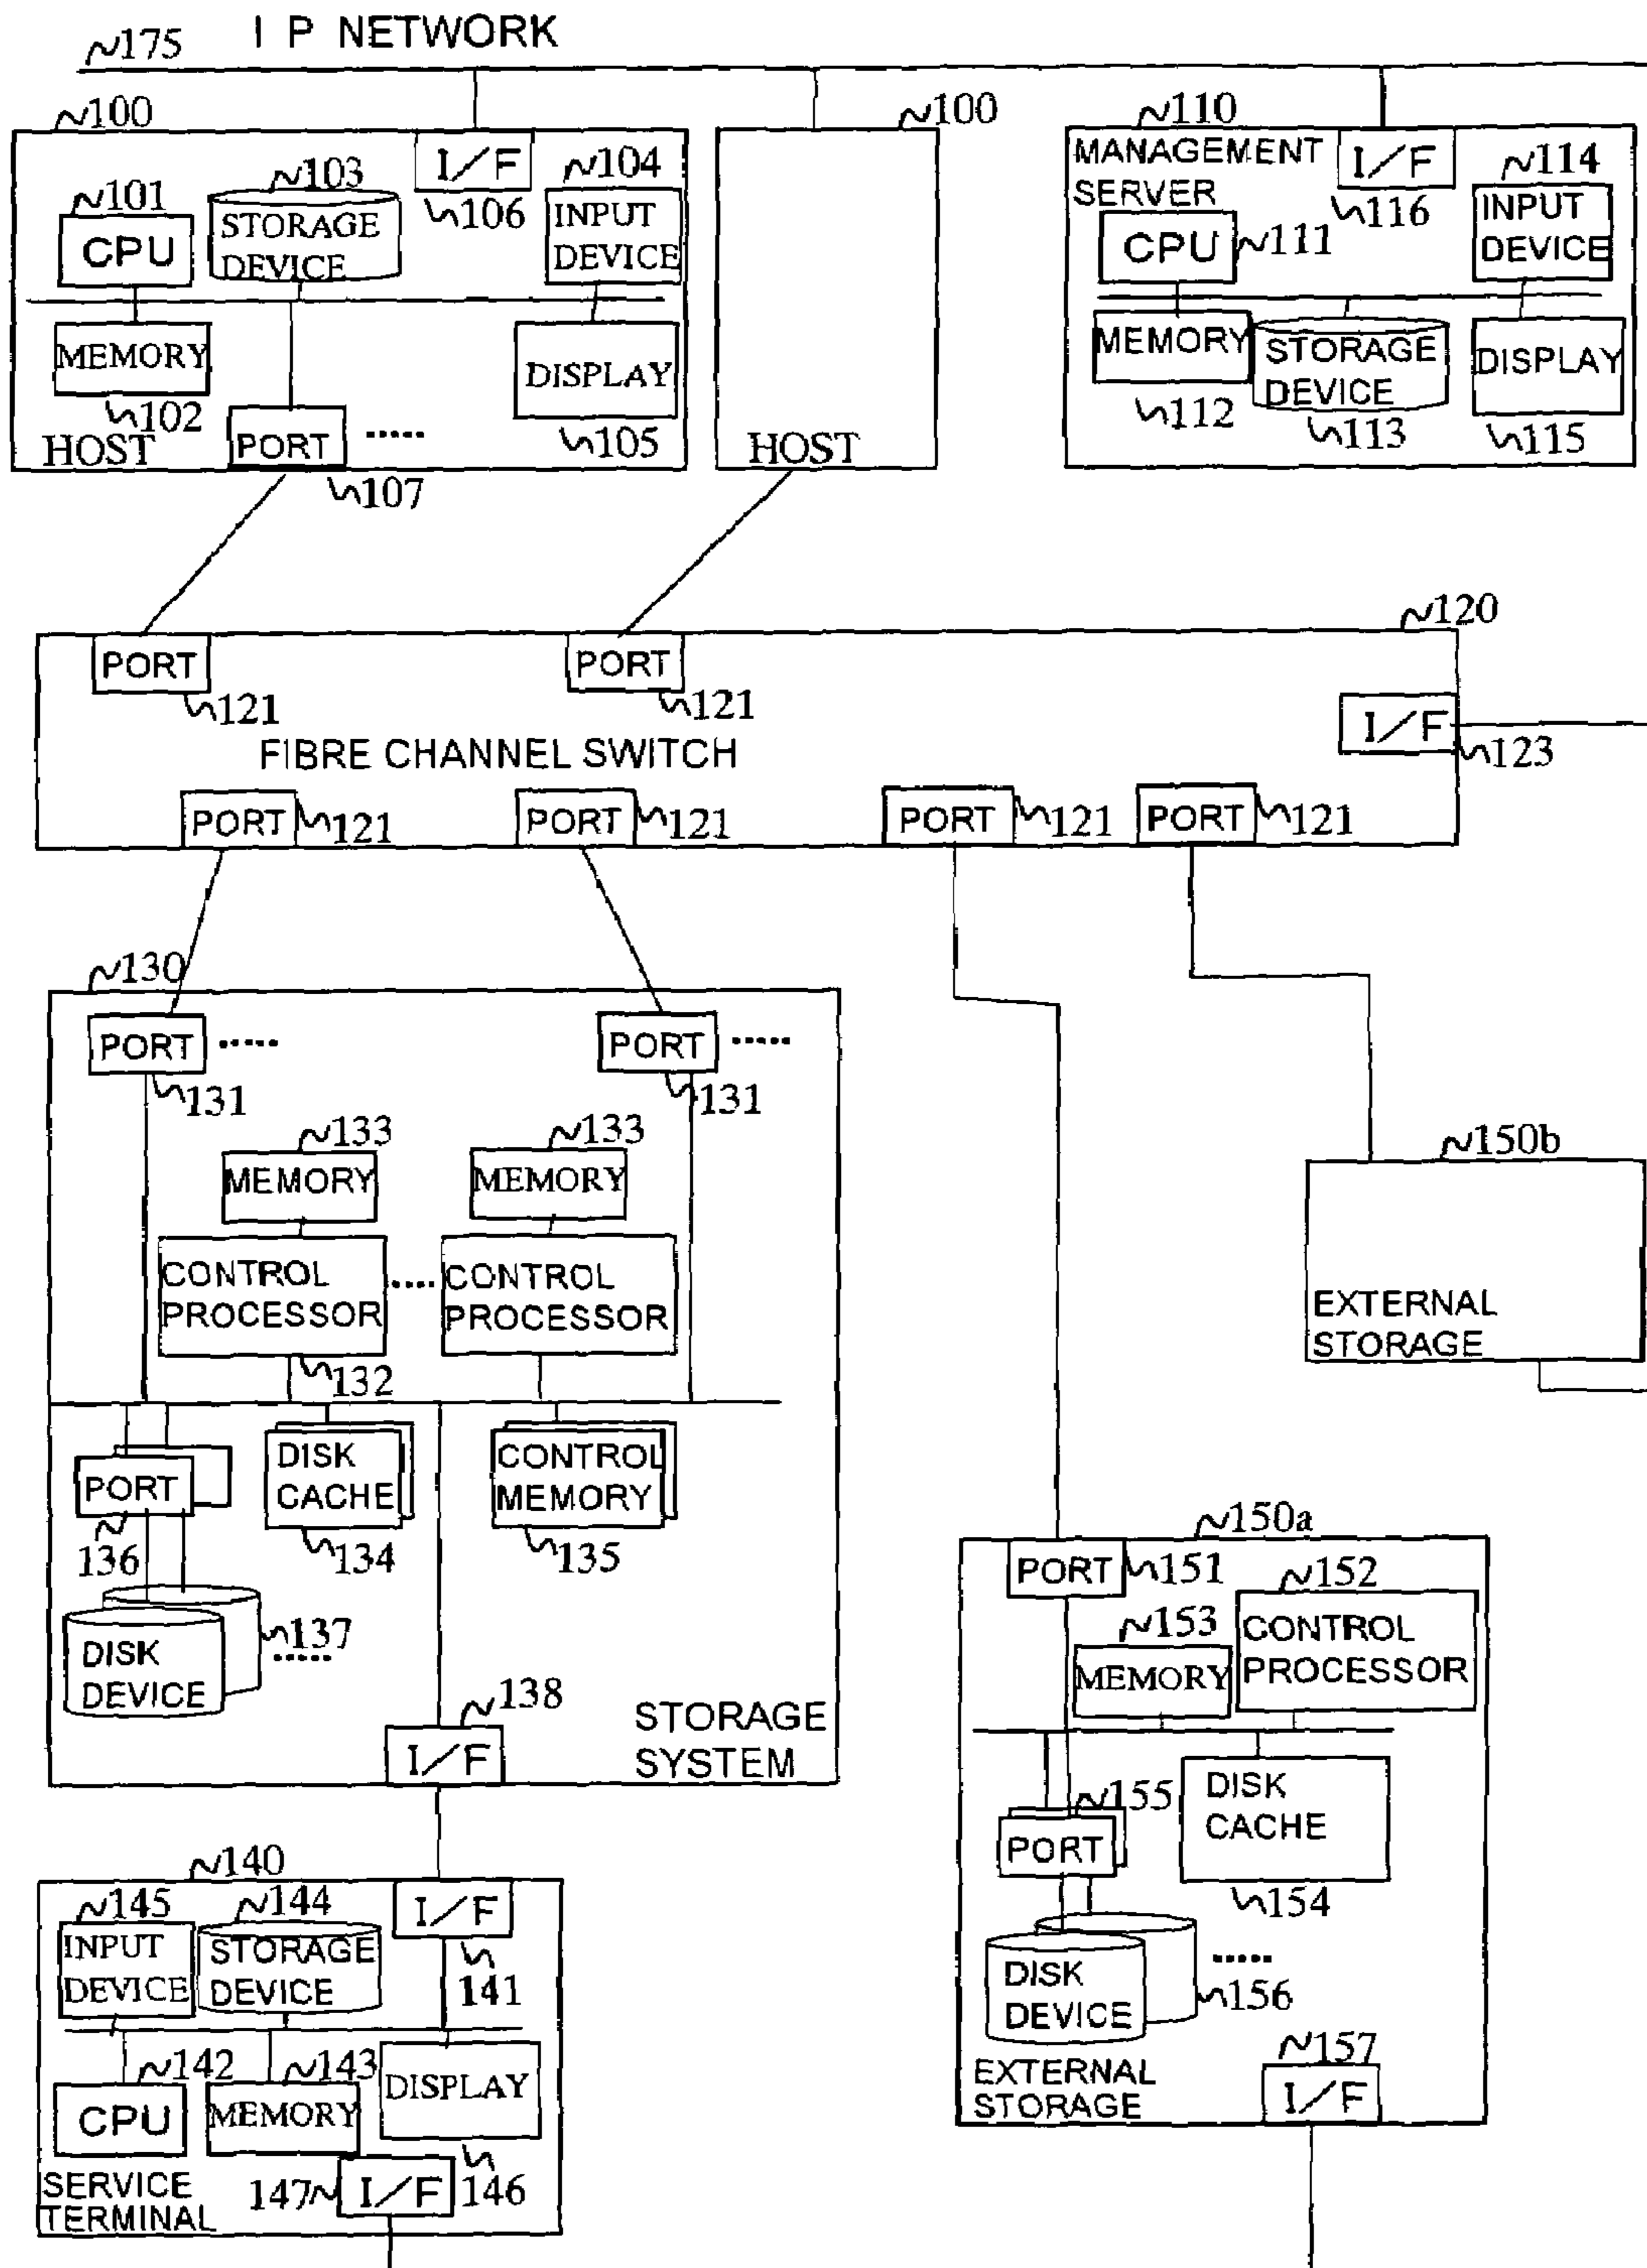 175
I P NETWORK
100
100
110
I/F
106
101
CPU
103
STORAGE
DEVICE
104
INPUT
DEVICE
MEMORY
102
DISPLAY
105
HOST
PORT
.....
107
HOST
MANAGEMENT
SERVER
I/F
116
114
INPUT
DEVICE
CPU
111
MEMORY
112
STORAGE
DEVICE
113
DISPLAY
115
120
PORT
121
PORT
121
I/F
123
FIBRE CHANNEL SWITCH
PORT
121
PORT
121
PORT
121
PORT
121
130
PORT
.....
131
PORT
.....
131
133
MEMORY
133
MEMORY
CONTROL
PROCESSOR
132
....
CONTROL
PROCESSOR
PORT
136
DISK
CACHE
134
CONTROL
MEMORY
135
DISK
DEVICE
137
.....
138
I/F
STORAGE
SYSTEM
150b
EXTERNAL
STORAGE
150a
PORT
151
152
CONTROL
PROCESSOR
153
MEMORY
155
PORT
DISK
CACHE
154
DISK
DEVICE
.....
156
EXTERNAL
STORAGE
157
I/F
140
145
INPUT
DEVICE
144
STORAGE
DEVICE
I/F
141
142
CPU
143
MEMORY
DISPLAY
146
147
I/F
SERVICE
TERMINAL